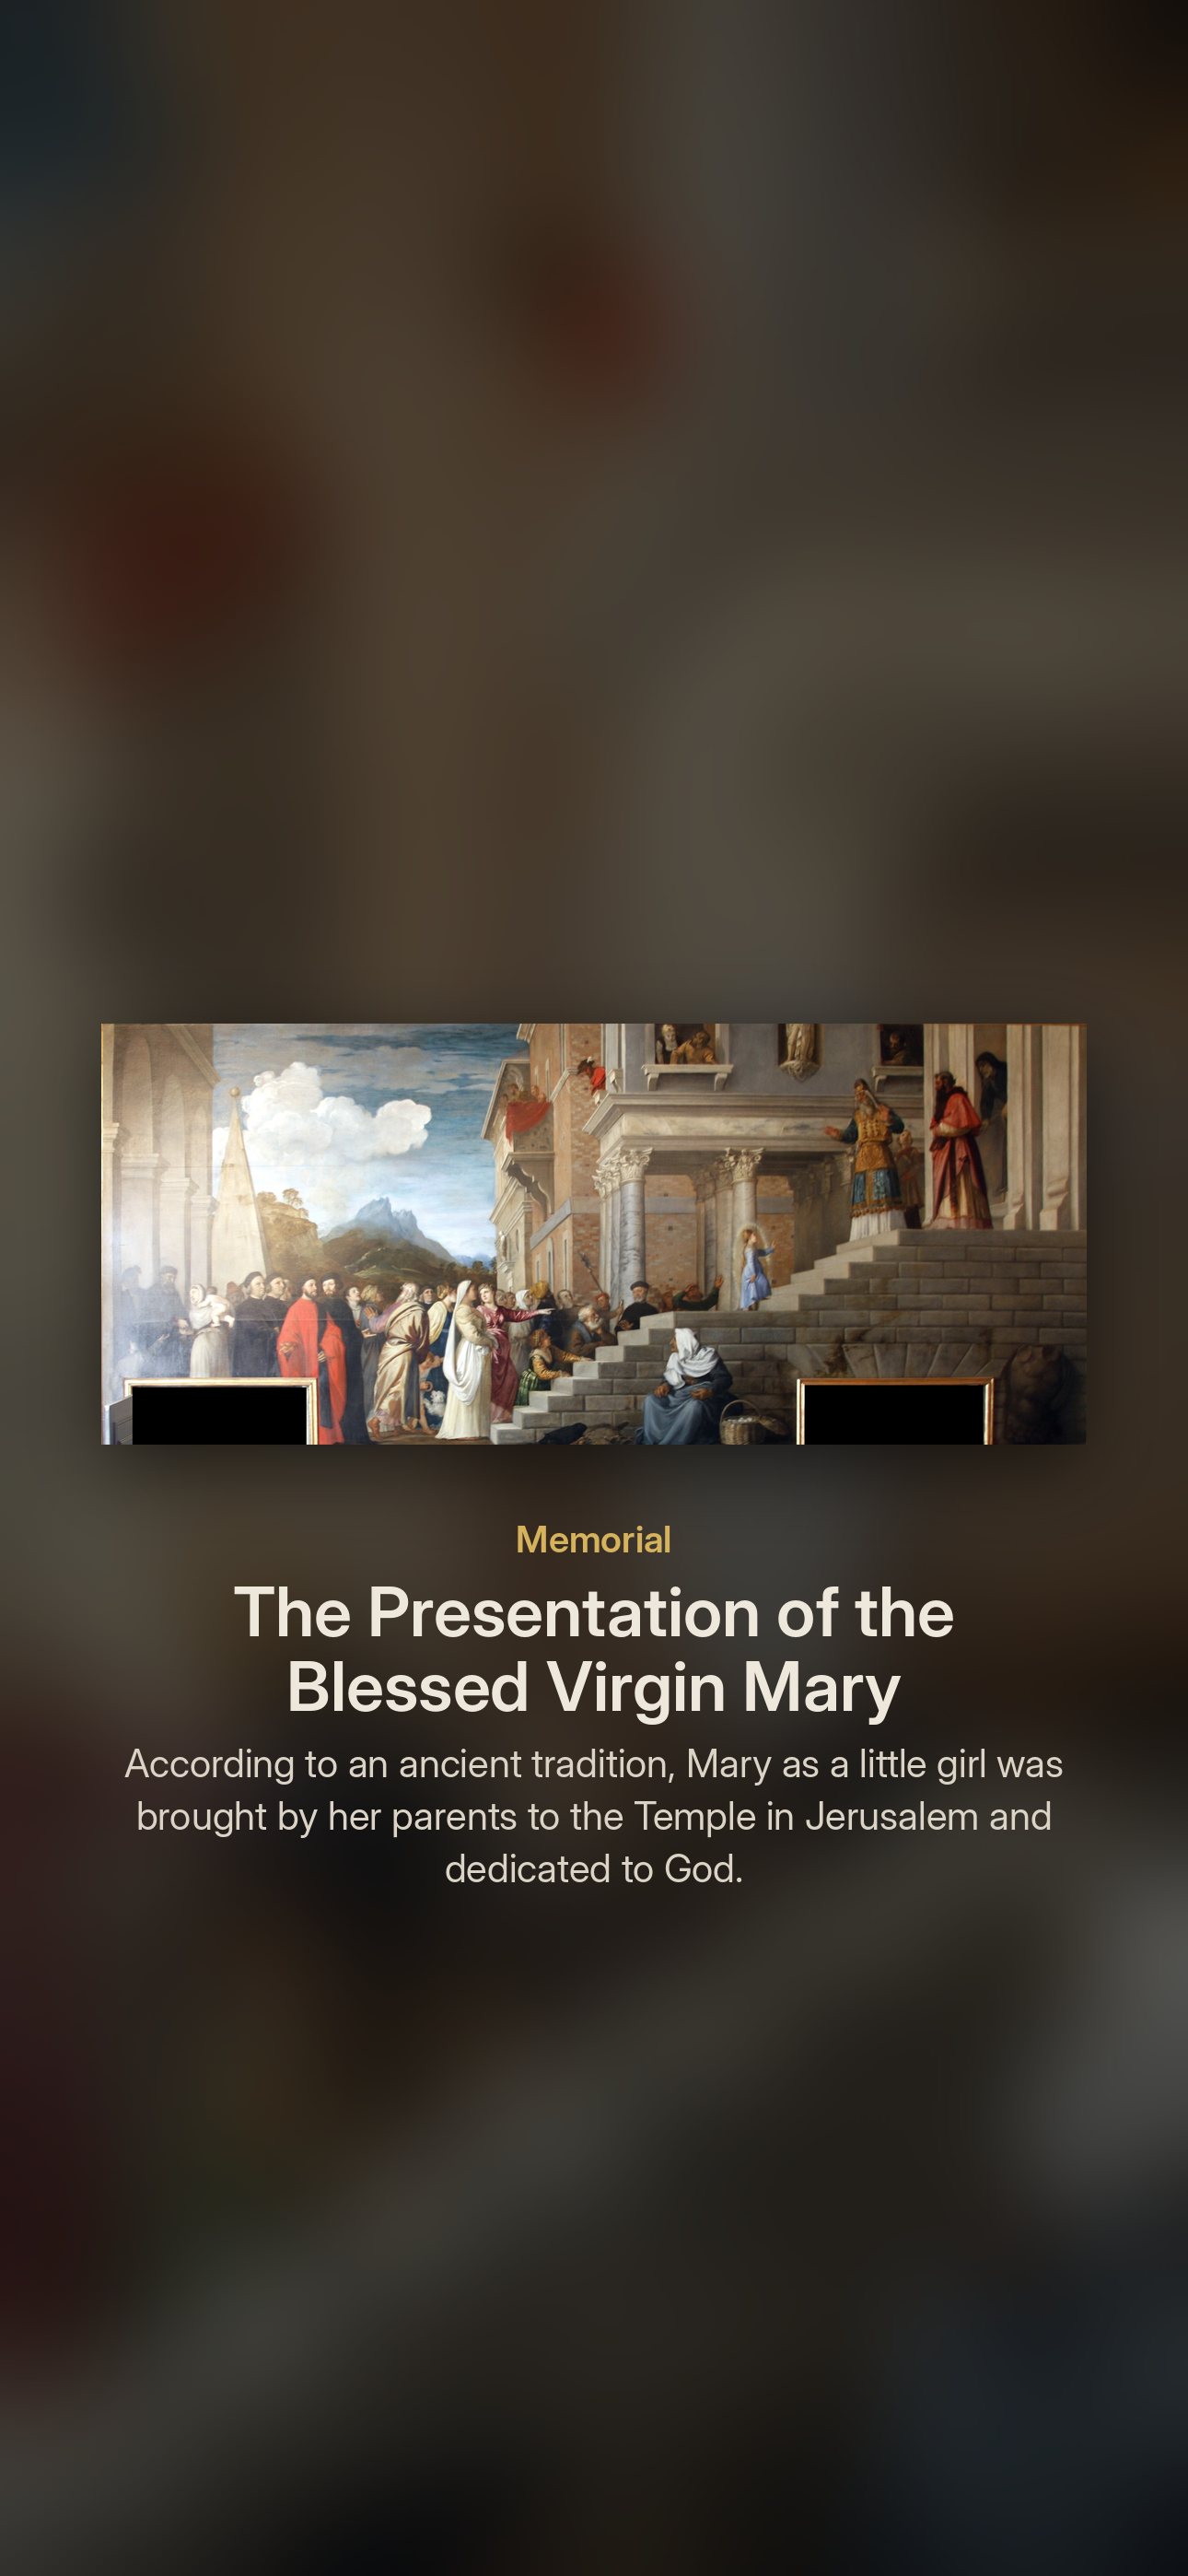 Memorial
The Presentation of the
Blessed Virgin Mary
According to an ancient tradition, Mary as a little girl was
brought by her parents to the Temple in Jerusalem and
dedicated to God.